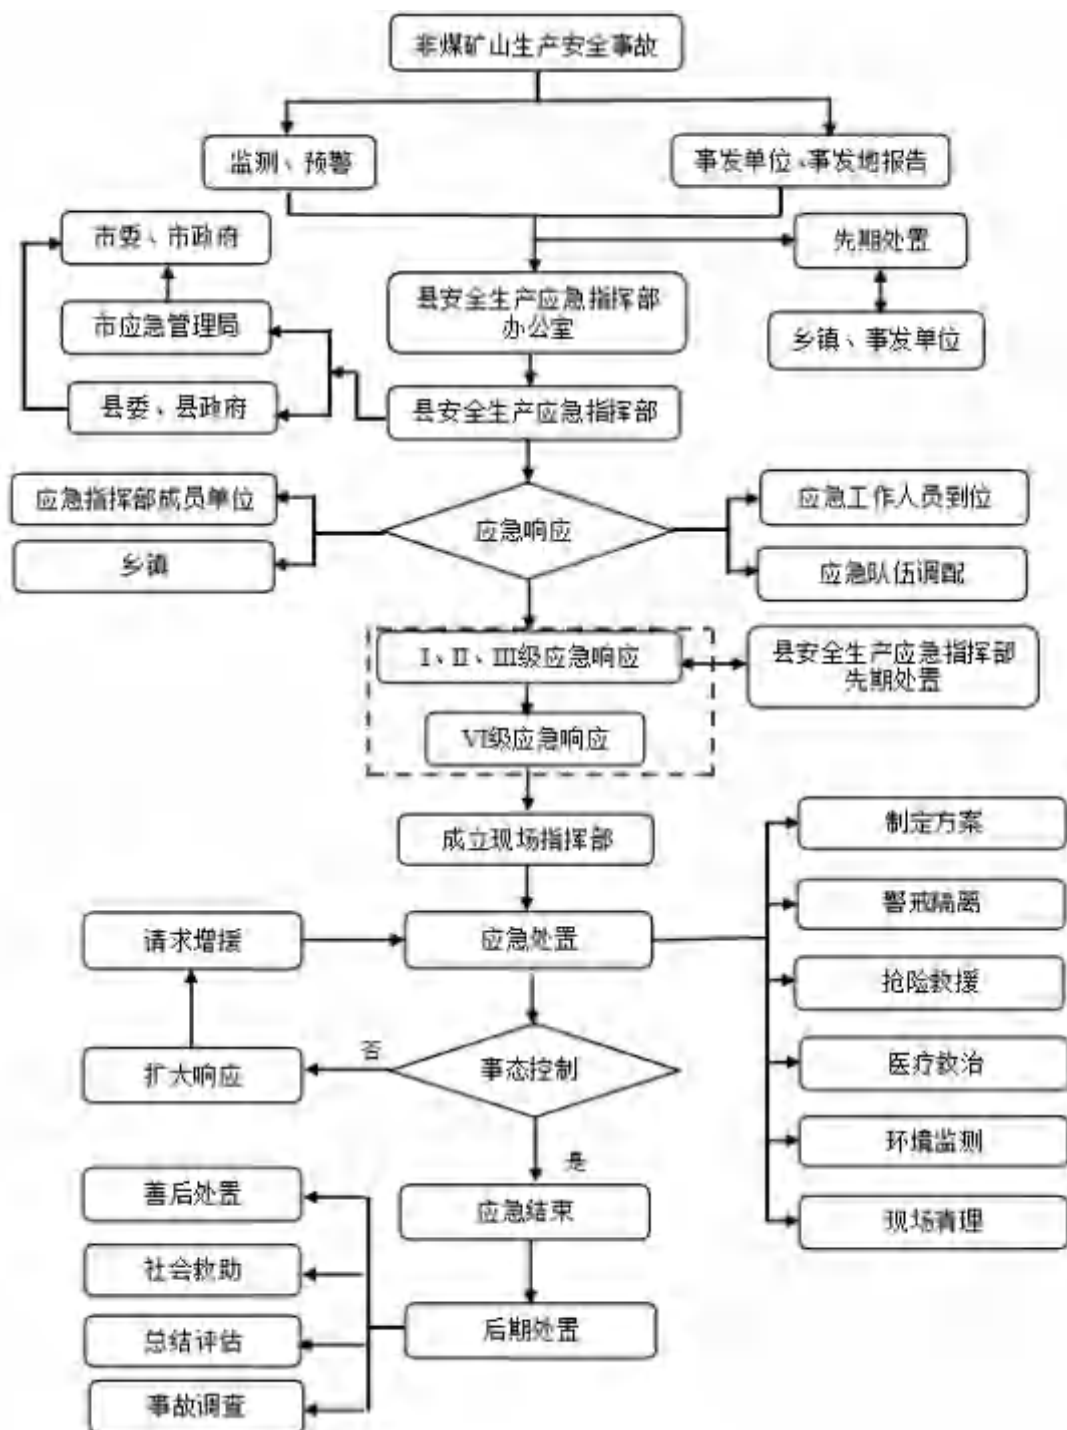 非煤矿山生产安全事故
监测、预警
事发单位、事发地报告
市委、市政府
先期处置
县安全生产应急指挥部
办公室
市应急管理局
乡镇、事发单位
县委、县政府
县安全生产应急指挥部
应急指挥部成员单位
应急响应
应急工作人员到位
乡镇
应急队伍调配
I、II、III级应急响应
县安全生产应急指挥部
先期处置
VI级应急响应
制定方案
成立现场指挥部
警戒隔离
请求增援
应急处置
抢险救援
否
扩大响应
事态控制
医疗救治
环境监测
是
善后处置
应急结束
现场清理
社会救助
后期处置
总结评估
事故调查